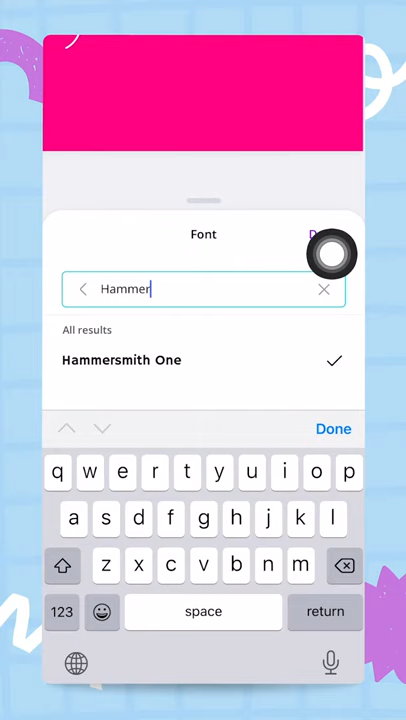 Font
Hammer
All results
Hammersmith One
Done
q w e r t y u i o p
a s d f g h j k l
z x c v b n m
123 space return